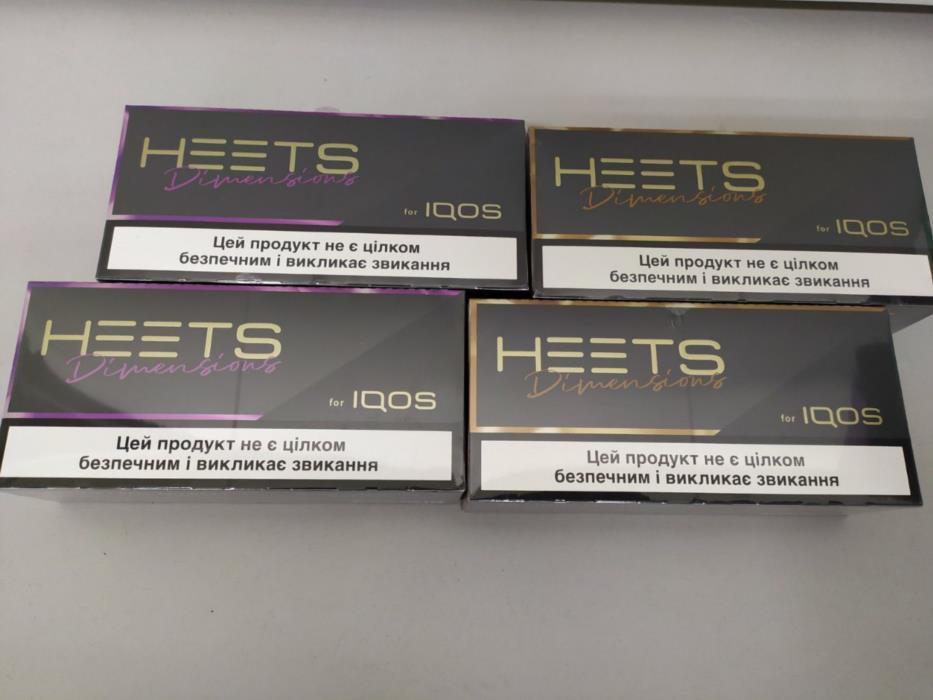 HEETS
Dimensions
for IQOS
Цей продукт не є цілком
безпечним і викликає звикання
HEETS
Dimensions
for IQOS
Цей продукт не є цілком
безпечним і викликає звикання
HEETS
Dimensions
for IQOS
Цей продукт не є цілком
безпечним і викликає звикання
HEETS
Dimensions
for IQOS
Цей продукт не є цілком
безпечним і викликає звикання